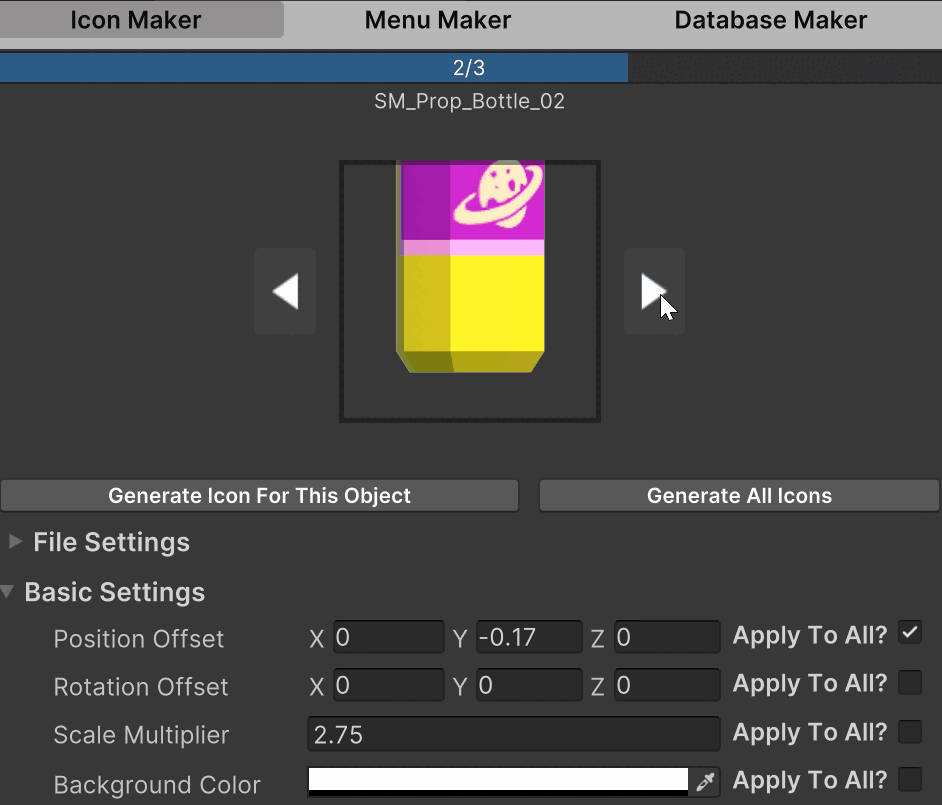 Icon Maker Menu Maker Database Maker
2/3
SM_Prop_Bottle_02
Generate Icon For This Object Generate All Icons
File Settings
Basic Settings
Position Offset X 0 Y -0.17 Z 0 Apply To All?
Rotation Offset X 0 Y 0 Z 0 Apply To All?
Scale Multiplier 2.75 Apply To All?
Background Color Apply To All?